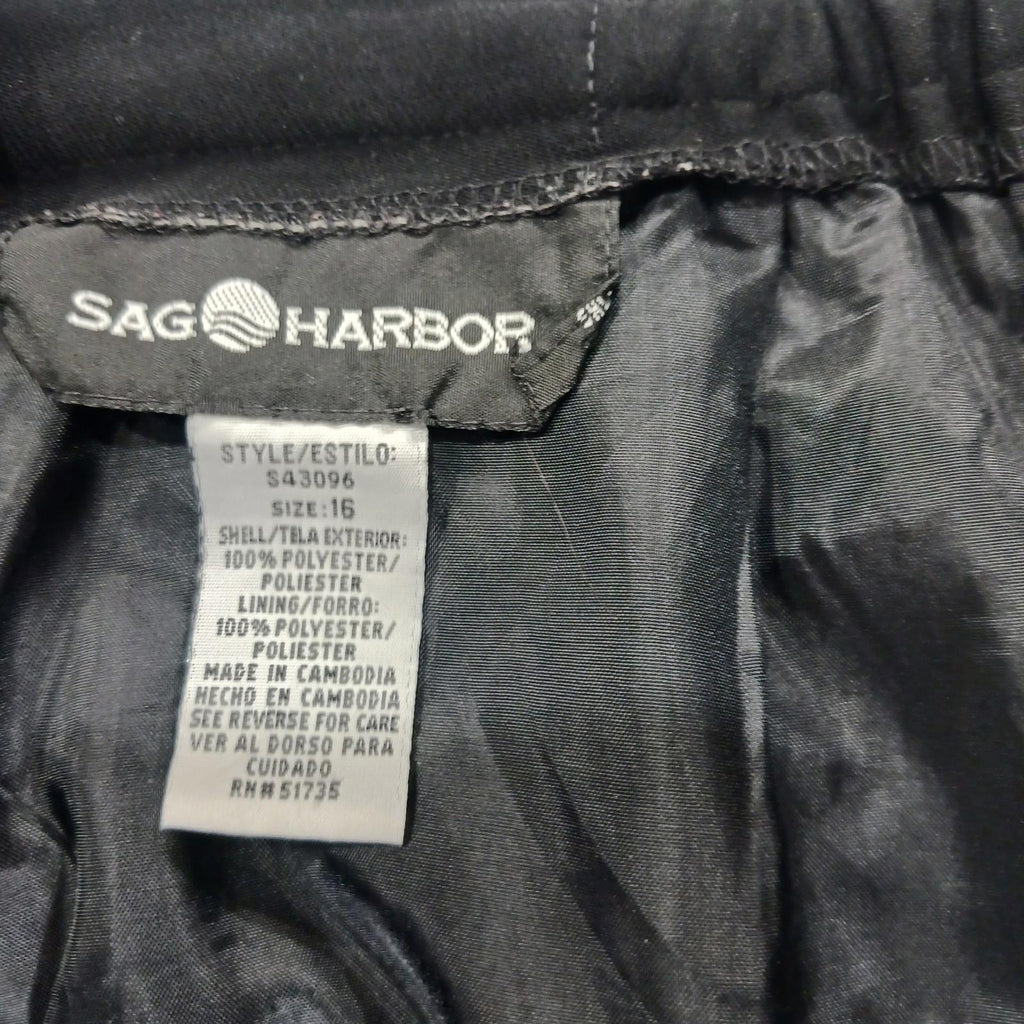 SAG HARBOR
STYLE/ESTILO:
S43096
SIZE:16
SHELL/TELA EXTERIOR:
100% POLYESTER/
POLIESTER
LINING/FORRO:
100% POLYESTER/
POLIESTER
MADE IN CAMBODIA
HECHO EN CAMBODIA
SEE REVERSE FOR CARE
VER AL DORSO PARA
CUIDADO
RN# 51735